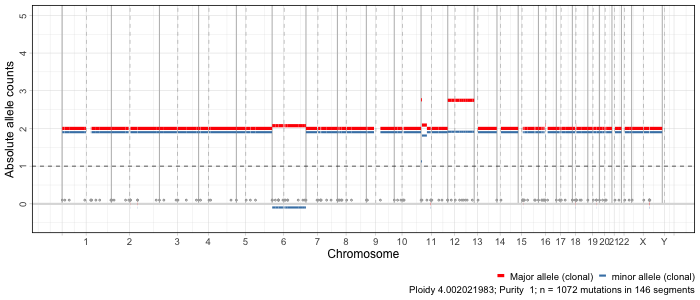 Absolute allele counts
5
4
3
2
1
0
1 2 3 4 5 6 7 8 9 10 11 12 13 14 15 16 17 18 19 20 21 22 X Y
Chromosome
Major allele (clonal) minor allele (clonal)
Ploidy 4.002021983; Purity 1; n = 1072 mutations in 146 segments